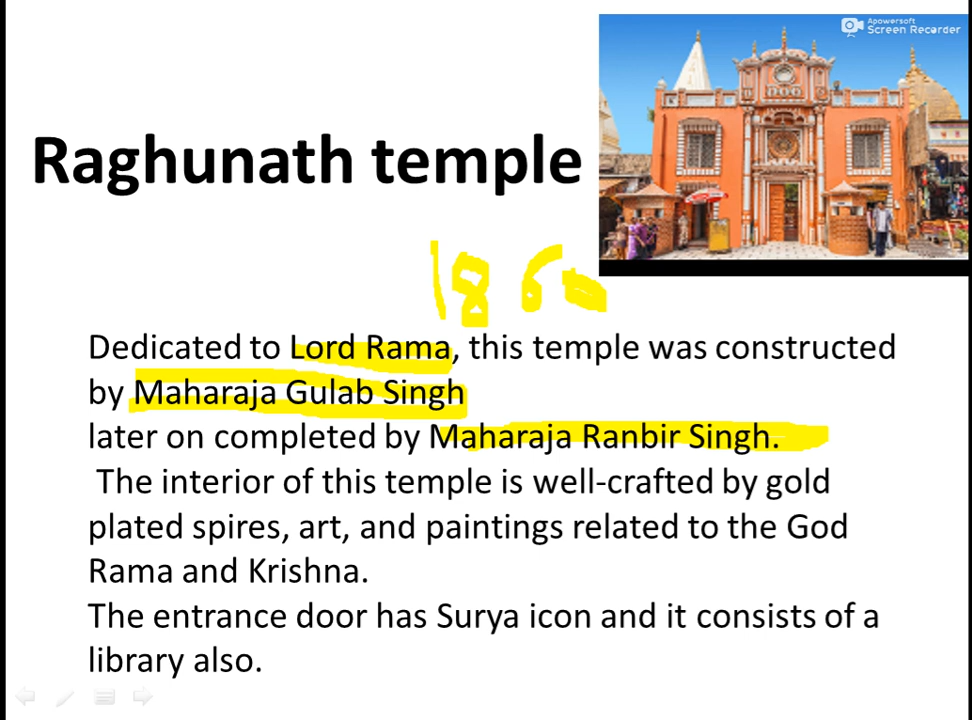 Apowersoft
Screen Recorder
Raghunath temple
1860
Dedicated to Lord Rama, this temple was constructed
by Maharaja Gulab Singh
later on completed by Maharaja Ranbir Singh.
The interior of this temple is well-crafted by gold
plated spires, art, and paintings related to the God
Rama and Krishna.
The entrance door has Surya icon and it consists of a
library also.